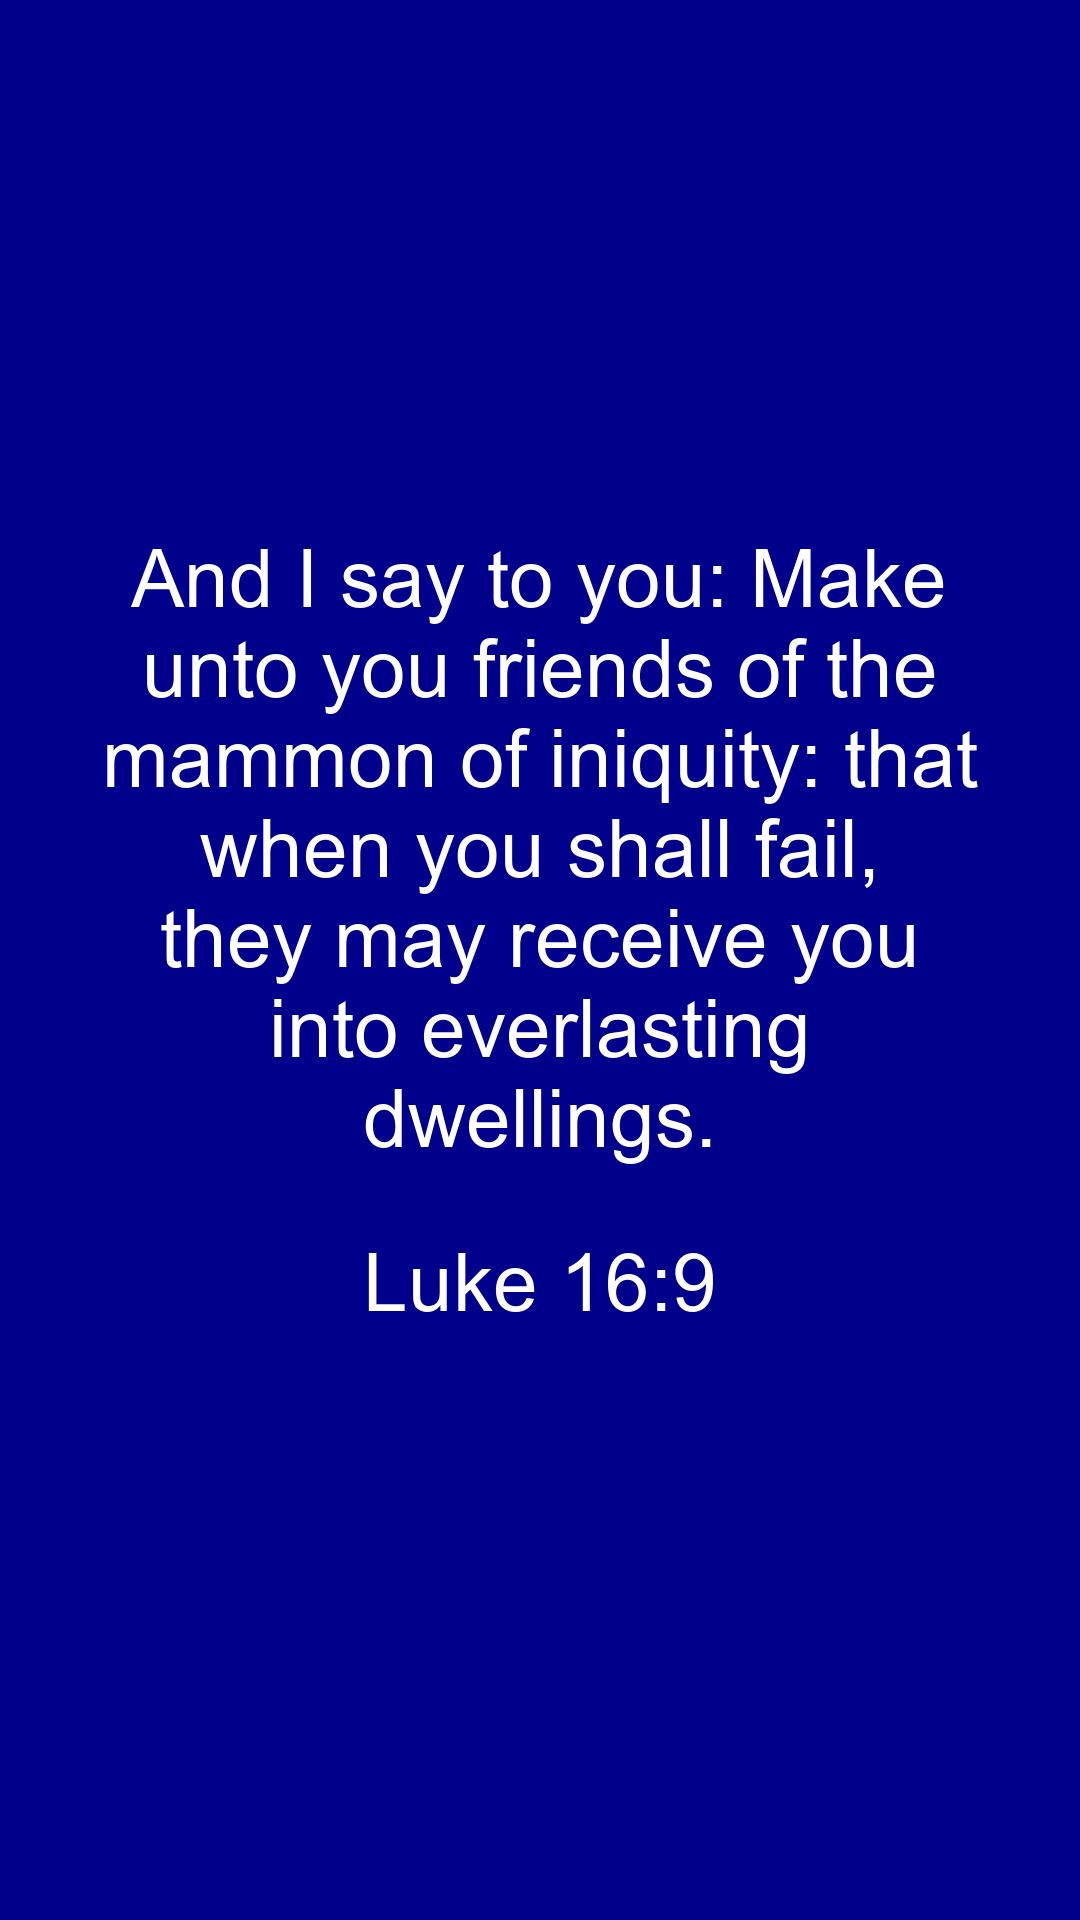 And I say to you: Make
unto you friends of the
mammon of iniquity: that
when you shall fail,
they may receive you
into everlasting
dwellings.
Luke 16:9